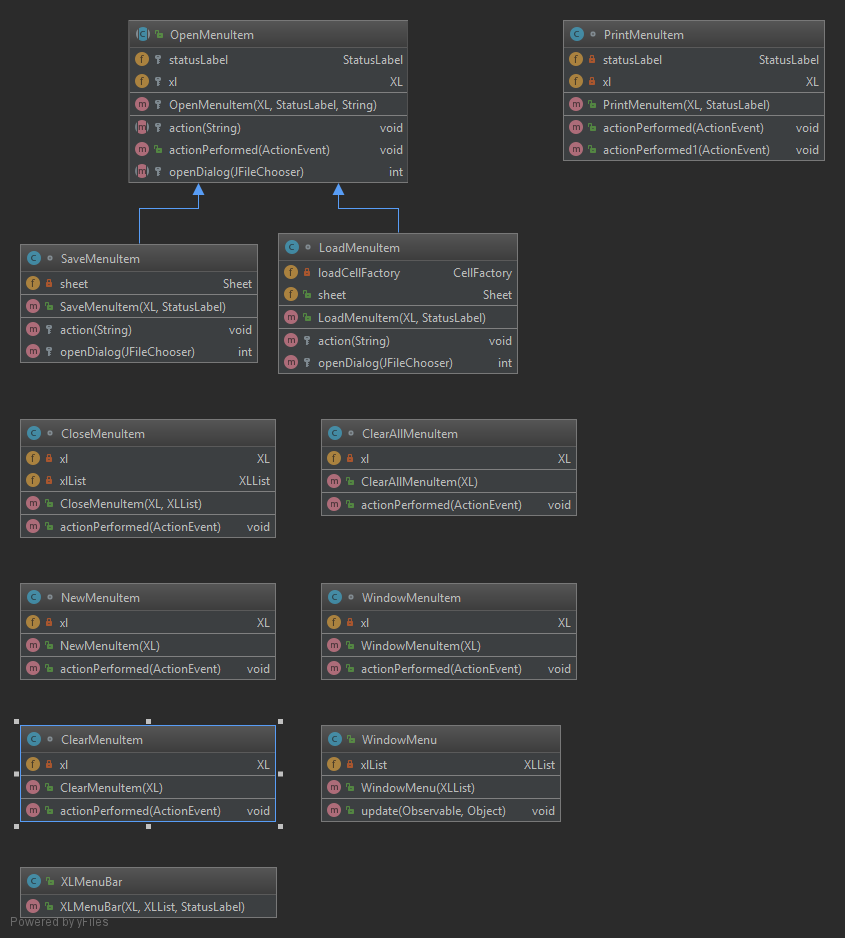 OpenMenuItem
statusLabel StatusLabel
xl XL
OpenMenuItem(XL, StatusLabel, String)
action(String) void
actionPerformed(ActionEvent) void
openDialog(JFileChooser) int
PrintMenuItem
statusLabel StatusLabel
xl XL
PrintMenuItem(XL, StatusLabel)
actionPerformed(ActionEvent) void
actionPerformed1(ActionEvent) void
SaveMenuItem
sheet Sheet
SaveMenuItem(XL, StatusLabel)
action(String) void
openDialog(JFileChooser) int
LoadMenuItem
loadCellFactory CellFactory
sheet Sheet
LoadMenuItem(XL, StatusLabel)
action(String) void
openDialog(JFileChooser) int
CloseMenuItem
xl XL
xlList XLList
CloseMenuItem(XL, XLList)
actionPerformed(ActionEvent) void
ClearAllMenuItem
xl XL
ClearAllMenuItem(XL)
actionPerformed(ActionEvent) void
NewMenuItem
xl XL
NewMenuItem(XL)
actionPerformed(ActionEvent) void
WindowMenuItem
xl XL
WindowMenuItem(XL)
actionPerformed(ActionEvent) void
ClearMenuItem
xl XL
ClearMenuItem(XL)
actionPerformed(ActionEvent) void
WindowMenu
xlList XLList
WindowMenu(XLList)
update(Observable, Object) void
XLMenuBar
XLMenuBar(XL, XLList, StatusLabel)
Powered by yFiles